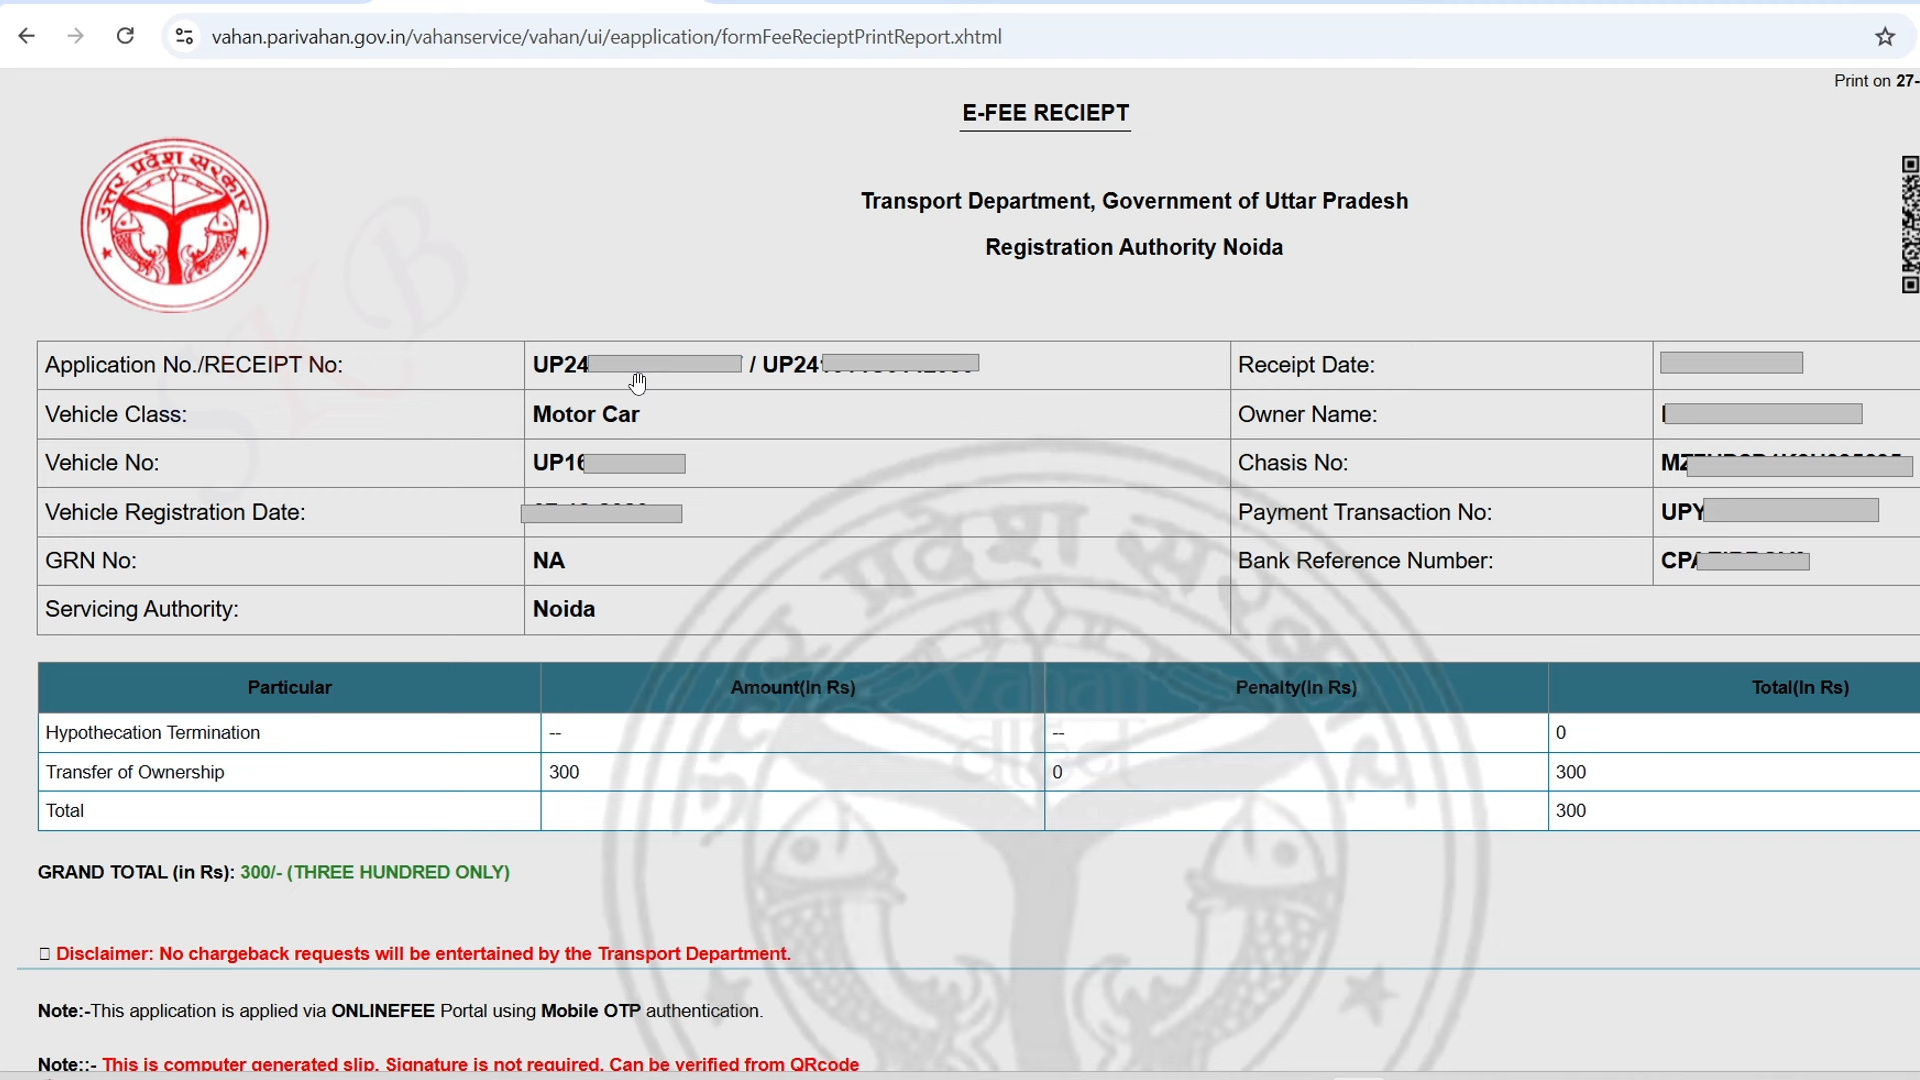 vahan.parivahan.gov.in/vahanservice/vahan/ui/eapplication/formFeeRecieptPrintReport.xhtml
Print on 27-
E-FEE RECIEPT
उत्तर प्रदेश सरकार
Transport Department, Government of Uttar Pradesh
Registration Authority Noida
SKB
Application No./RECEIPT No: UP24 / UP24 Receipt Date:
Vehicle Class: Motor Car Owner Name:
Vehicle No: UP16 Chasis No: MZ
Vehicle Registration Date: Payment Transaction No: UPY
GRN No: NA Bank Reference Number: CPA
Servicing Authority: Noida
Particular Amount(In Rs) Penalty(In Rs) Total(In Rs)
Hypothecation Termination -- -- 0
Transfer of Ownership 300 0 300
Total 300
GRAND TOTAL (in Rs): 300/- (THREE HUNDRED ONLY)
Disclaimer: No chargeback requests will be entertained by the Transport Department.
Note:-This application is applied via ONLINEFEE Portal using Mobile OTP authentication.
Note::- This is computer generated slip. Signature is not required. Can be verified from QRcode